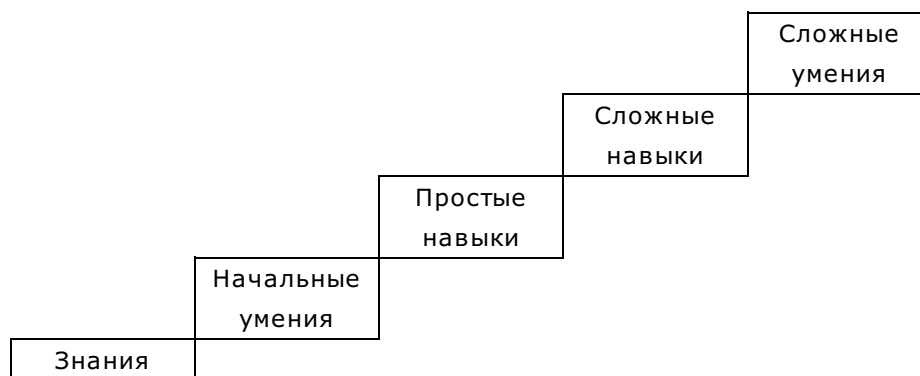 Сложные
умения
Сложные
навыки
Простые
навыки
Начальные
умения
Знания